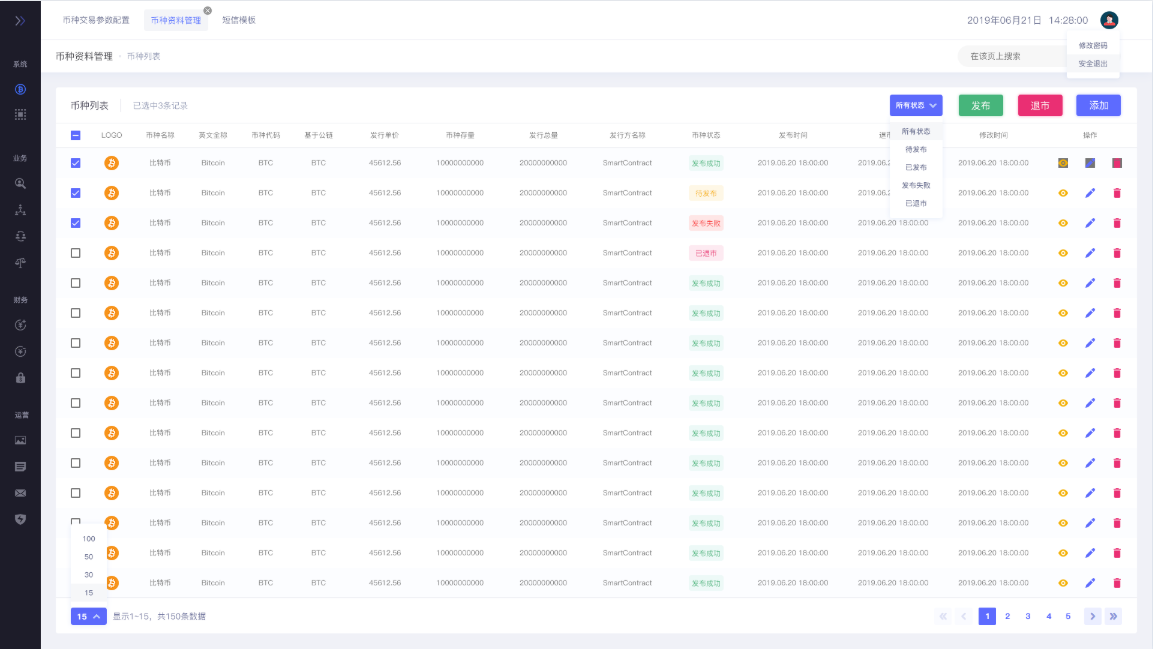 币种交易参数配置 币种资料管理 短信模板 2019年06月21日 14:28:00
修改密码
安全退出
币种资料管理 · 币种列表 在该页上搜索
系统
业务
财务
运营
币种列表 已选中3条记录 所有状态 发布 退市 添加
所有状态
待发布
已发布
发布失败
已退市
LOGO 币种名称 英文全称 币种代码 基于公链 发行单价 币种存量 发行总量 发行方名称 币种状态 发布时间 退市 修改时间 操作
比特币 Bitcoin BTC BTC 45612.56 10000000000 20000000000 SmartContract 发布成功 2019.06.20 18:00:00 2019.06.2 2019.06.20 18:00:00
比特币 Bitcoin BTC BTC 45612.56 10000000000 20000000000 SmartContract 待发布 2019.06.20 18:00:00 2019.06.2 2019.06.20 18:00:00
比特币 Bitcoin BTC BTC 45612.56 10000000000 20000000000 SmartContract 发布失败 2019.06.20 18:00:00 2019.06.20 18:00:00 2019.06.20 18:00:00
比特币 Bitcoin BTC BTC 45612.56 10000000000 20000000000 SmartContract 已退市 2019.06.20 18:00:00 2019.06.20 18:00:00 2019.06.20 18:00:00
比特币 Bitcoin BTC BTC 45612.56 10000000000 20000000000 SmartContract 发布成功 2019.06.20 18:00:00 2019.06.20 18:00:00 2019.06.20 18:00:00
比特币 Bitcoin BTC BTC 45612.56 10000000000 20000000000 SmartContract 发布成功 2019.06.20 18:00:00 2019.06.20 18:00:00 2019.06.20 18:00:00
比特币 Bitcoin BTC BTC 45612.56 10000000000 20000000000 SmartContract 发布成功 2019.06.20 18:00:00 2019.06.20 18:00:00 2019.06.20 18:00:00
比特币 Bitcoin BTC BTC 45612.56 10000000000 20000000000 SmartContract 发布成功 2019.06.20 18:00:00 2019.06.20 18:00:00 2019.06.20 18:00:00
比特币 Bitcoin BTC BTC 45612.56 10000000000 20000000000 SmartContract 发布成功 2019.06.20 18:00:00 2019.06.20 18:00:00 2019.06.20 18:00:00
比特币 Bitcoin BTC BTC 45612.56 10000000000 20000000000 SmartContract 发布成功 2019.06.20 18:00:00 2019.06.20 18:00:00 2019.06.20 18:00:00
比特币 Bitcoin BTC BTC 45612.56 10000000000 20000000000 SmartContract 发布成功 2019.06.20 18:00:00 2019.06.20 18:00:00 2019.06.20 18:00:00
比特币 Bitcoin BTC BTC 45612.56 10000000000 20000000000 SmartContract 发布成功 2019.06.20 18:00:00 2019.06.20 18:00:00 2019.06.20 18:00:00
比特币 Bitcoin BTC BTC 45612.56 10000000000 20000000000 SmartContract 发布成功 2019.06.20 18:00:00 2019.06.20 18:00:00 2019.06.20 18:00:00
比特币 Bitcoin BTC BTC 45612.56 10000000000 20000000000 SmartContract 发布成功 2019.06.20 18:00:00 2019.06.20 18:00:00 2019.06.20 18:00:00
比特币 Bitcoin BTC BTC 45612.56 10000000000 20000000000 SmartContract 发布成功 2019.06.20 18:00:00 2019.06.20 18:00:00 2019.06.20 18:00:00
100
50
30
15
15 显示1-15，共150条数据 1 2 3 4 5